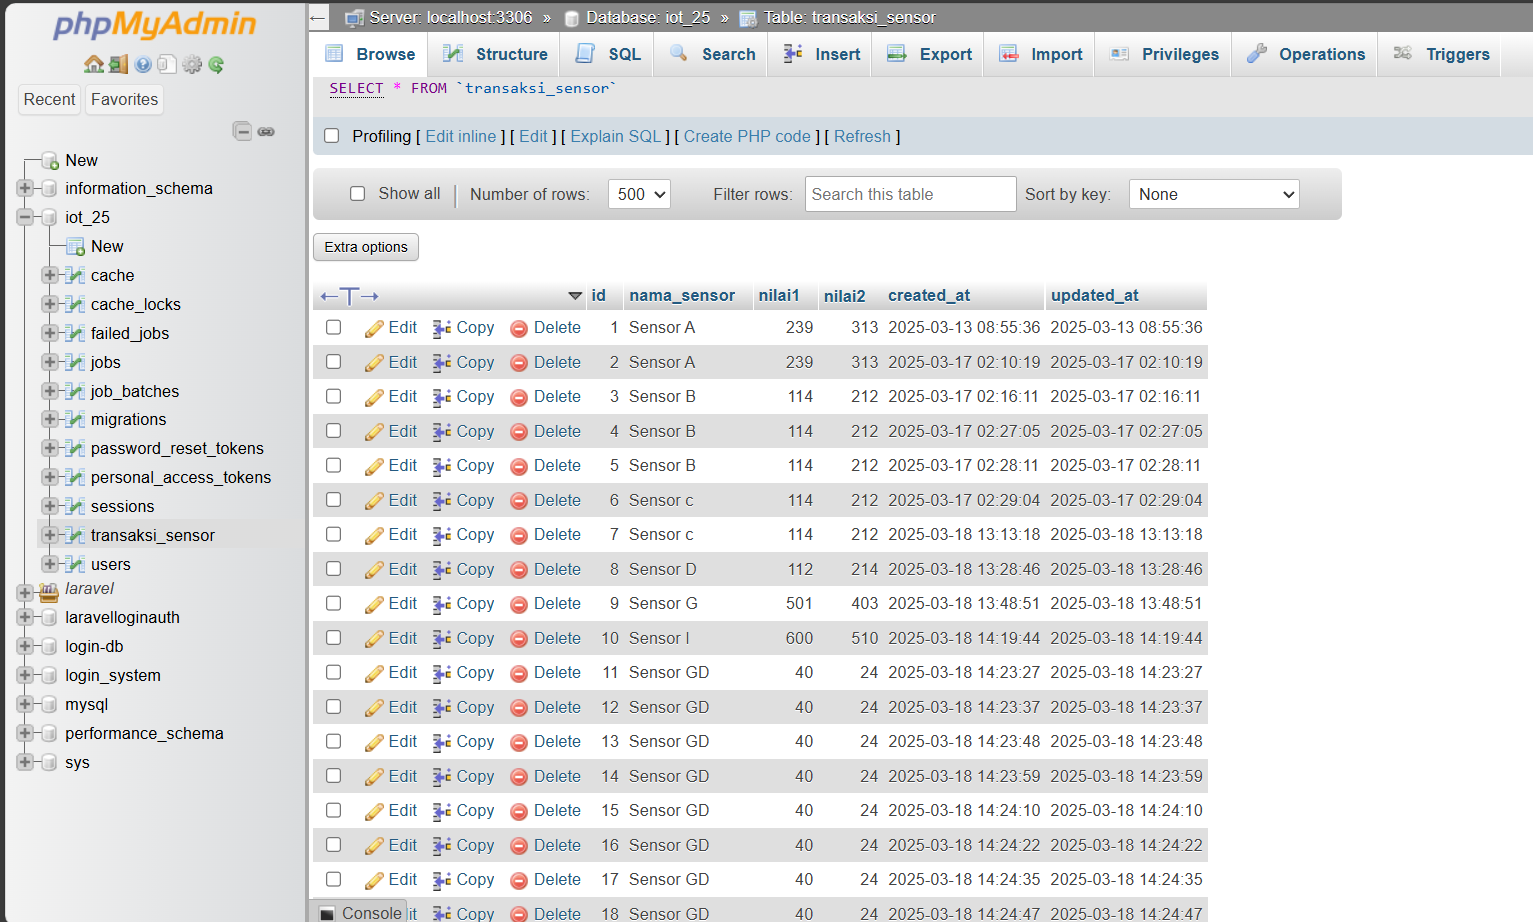 phpMyAdmin
Recent Favorites
New
information_schema
iot_25
New
cache
cache_locks
failed_jobs
jobs
job_batches
migrations
password_reset_tokens
personal_access_tokens
sessions
transaksi_sensor
users
laravel
laravelloginauth
login-db
login_system
mysql
performance_schema
sys
← Server: localhost:3306 » Database: iot_25 » Table: transaksi_sensor
Browse Structure SQL Search Insert Export Import Privileges Operations Triggers
SELECT * FROM `transaksi_sensor`
Profiling [ Edit inline ] [ Edit ] [ Explain SQL ] [ Create PHP code ] [ Refresh ]
Show all Number of rows: 500 Filter rows: Search this table Sort by key: None
Extra options
←T→ id nama_sensor nilai1 nilai2 created_at updated_at
Edit Copy Delete 1 Sensor A 239 313 2025-03-13 08:55:36 2025-03-13 08:55:36
Edit Copy Delete 2 Sensor A 239 313 2025-03-17 02:10:19 2025-03-17 02:10:19
Edit Copy Delete 3 Sensor B 114 212 2025-03-17 02:16:11 2025-03-17 02:16:11
Edit Copy Delete 4 Sensor B 114 212 2025-03-17 02:27:05 2025-03-17 02:27:05
Edit Copy Delete 5 Sensor B 114 212 2025-03-17 02:28:11 2025-03-17 02:28:11
Edit Copy Delete 6 Sensor c 114 212 2025-03-17 02:29:04 2025-03-17 02:29:04
Edit Copy Delete 7 Sensor c 114 212 2025-03-18 13:13:18 2025-03-18 13:13:18
Edit Copy Delete 8 Sensor D 112 214 2025-03-18 13:28:46 2025-03-18 13:28:46
Edit Copy Delete 9 Sensor G 501 403 2025-03-18 13:48:51 2025-03-18 13:48:51
Edit Copy Delete 10 Sensor I 600 510 2025-03-18 14:19:44 2025-03-18 14:19:44
Edit Copy Delete 11 Sensor GD 40 24 2025-03-18 14:23:27 2025-03-18 14:23:27
Edit Copy Delete 12 Sensor GD 40 24 2025-03-18 14:23:37 2025-03-18 14:23:37
Edit Copy Delete 13 Sensor GD 40 24 2025-03-18 14:23:48 2025-03-18 14:23:48
Edit Copy Delete 14 Sensor GD 40 24 2025-03-18 14:23:59 2025-03-18 14:23:59
Edit Copy Delete 15 Sensor GD 40 24 2025-03-18 14:24:10 2025-03-18 14:24:10
Edit Copy Delete 16 Sensor GD 40 24 2025-03-18 14:24:22 2025-03-18 14:24:22
Edit Copy Delete 17 Sensor GD 40 24 2025-03-18 14:24:35 2025-03-18 14:24:35
Console Copy Delete 18 Sensor GD 40 24 2025-03-18 14:24:47 2025-03-18 14:24:47